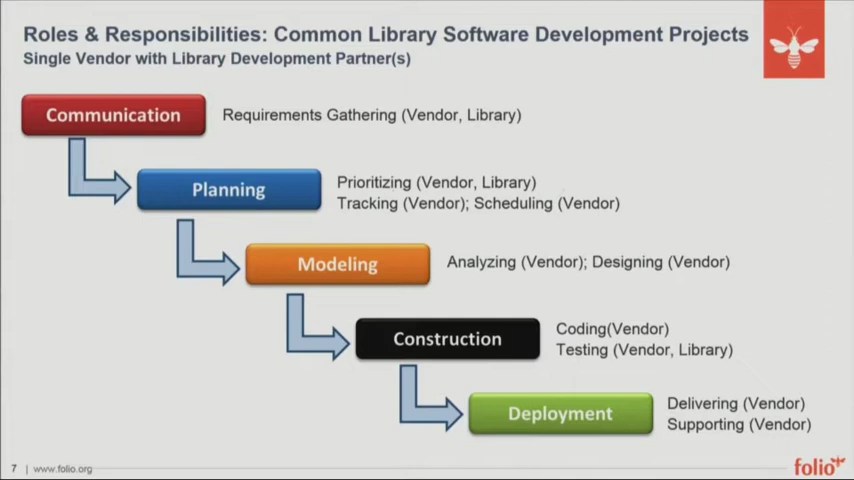 Roles & Responsibilities: Common Library Software Development Projects
Single Vendor with Library Development Partner(s)
Communication
Requirements Gathering (Vendor, Library)
Planning
Prioritizing (Vendor, Library)
Tracking (Vendor); Scheduling (Vendor)
Modeling
Analyzing (Vendor); Designing (Vendor)
Construction
Coding(Vendor)
Testing (Vendor, Library)
Deployment
Delivering (Vendor)
Supporting (Vendor)
7 | www.folio.org
folio